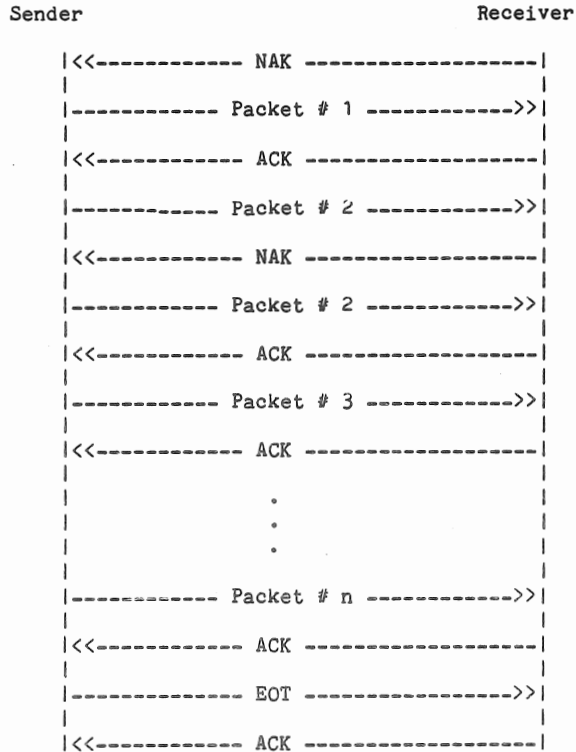 Sender Receiver
|<<------------ NAK -------------------|
|------------ Packet # 1 ------------>>|
|<<------------ ACK -------------------|
|------------ Packet # 2 ------------>>|
|<<------------ NAK -------------------|
|------------ Packet # 2 ------------>>|
|<<------------ ACK -------------------|
|------------ Packet # 3 ------------>>|
|<<------------ ACK -------------------|
.
.
.
|------------ Packet # n ------------>>|
|<<------------ ACK -------------------|
|------------ EOT ----------------->>|
|<<------------ ACK -------------------|